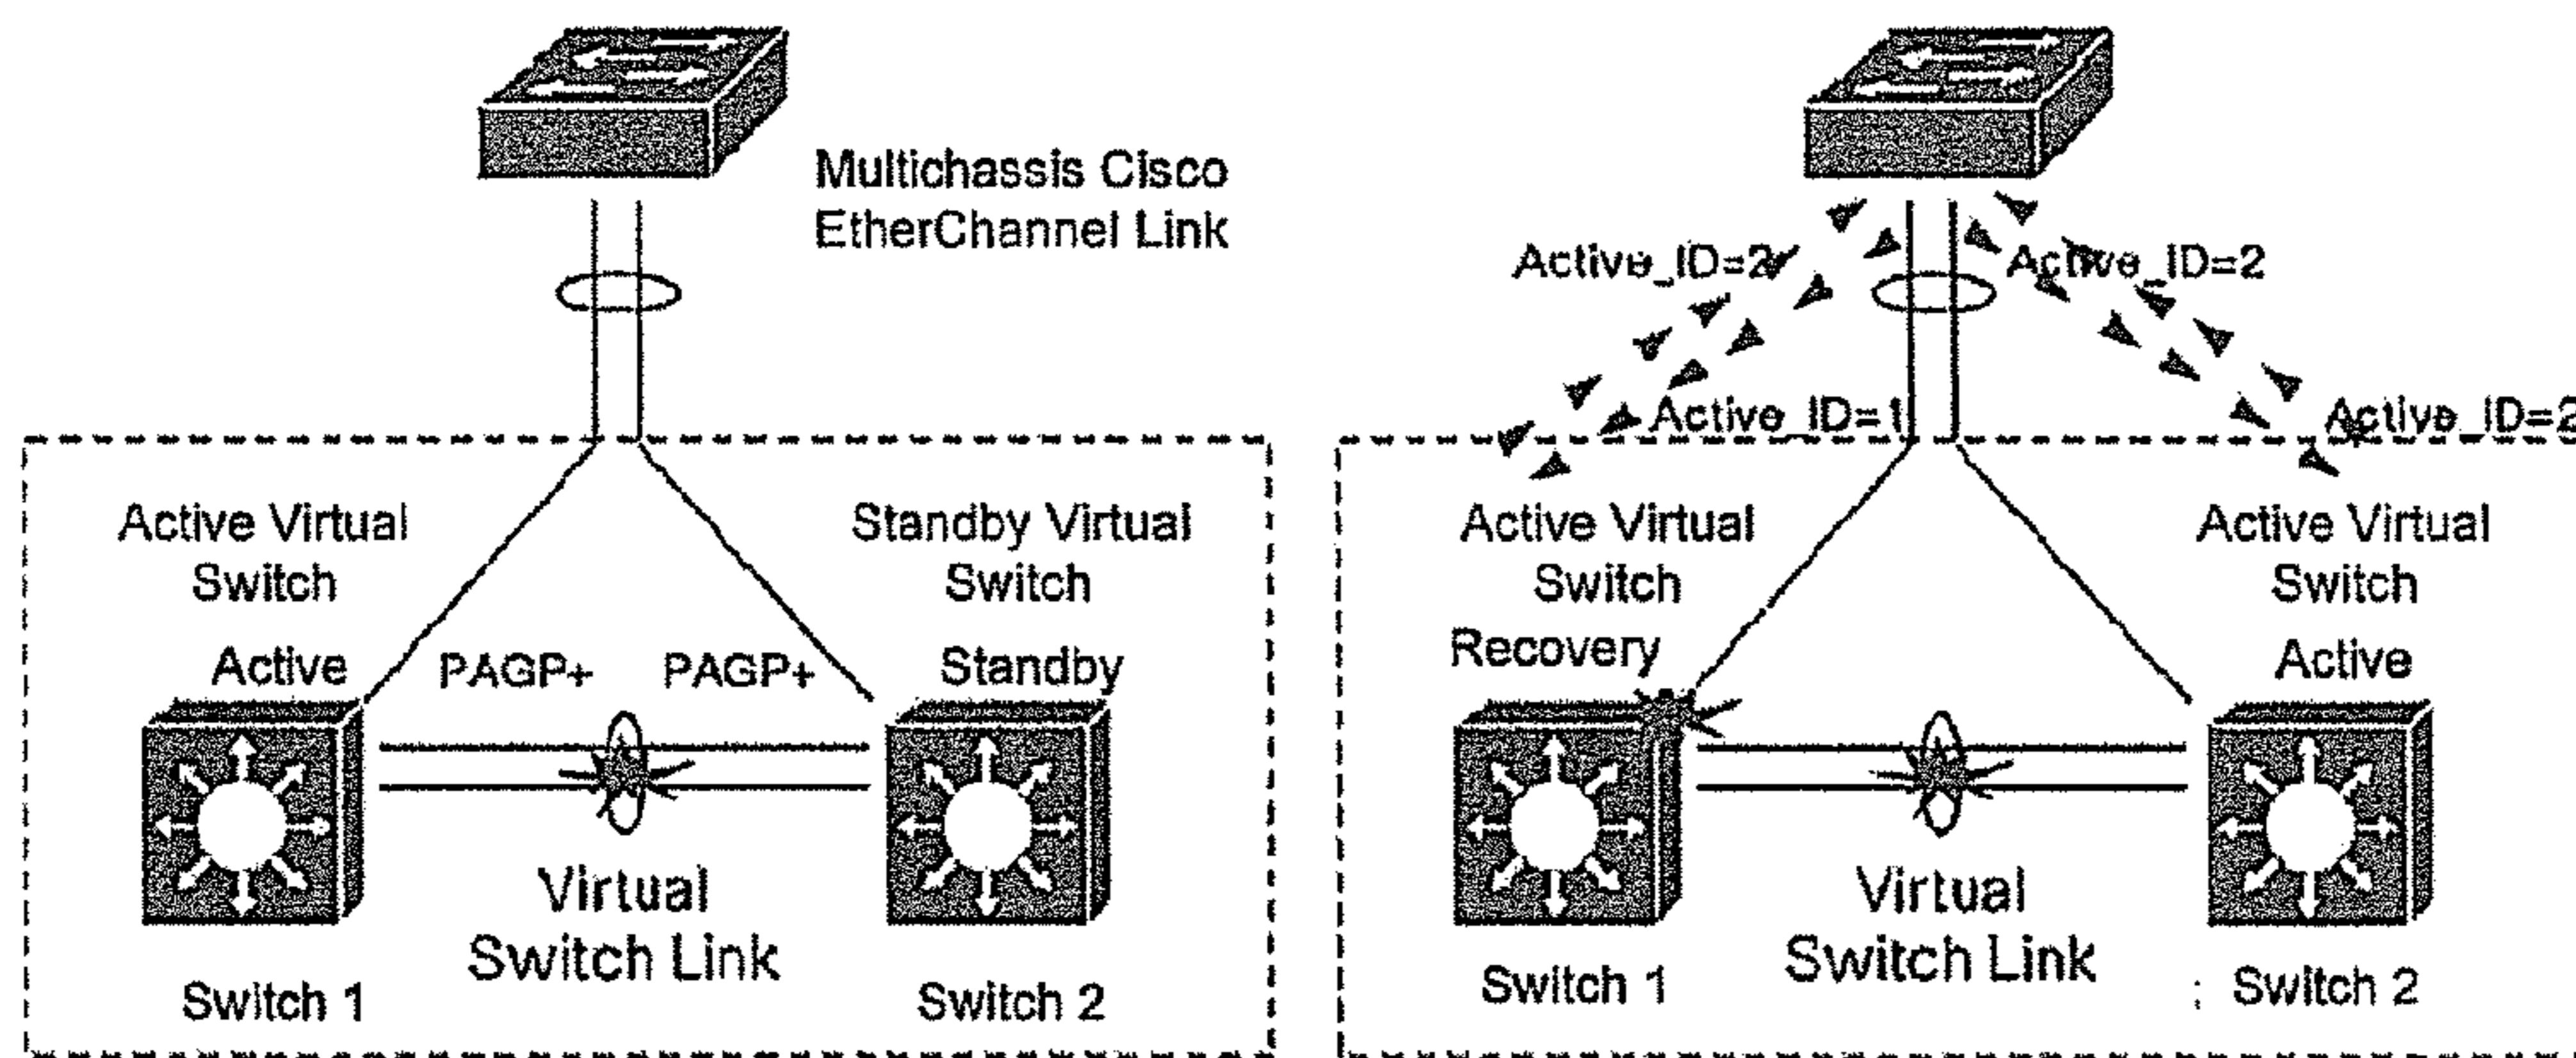 Multichassis Cisco
EtherChannel Link
Active Virtual
Switch
Standby Virtual
Switch
Active
PAGP+
PAGP+
Standby
Virtual
Switch Link
Switch 1
Switch 2
Active_ID=2
Active_ID=2
Active_ID=1
Active_ID=2
Active Virtual
Switch
Active Virtual
Switch
Recovery
Active
Virtual
Switch Link
Switch 1
: Switch 2